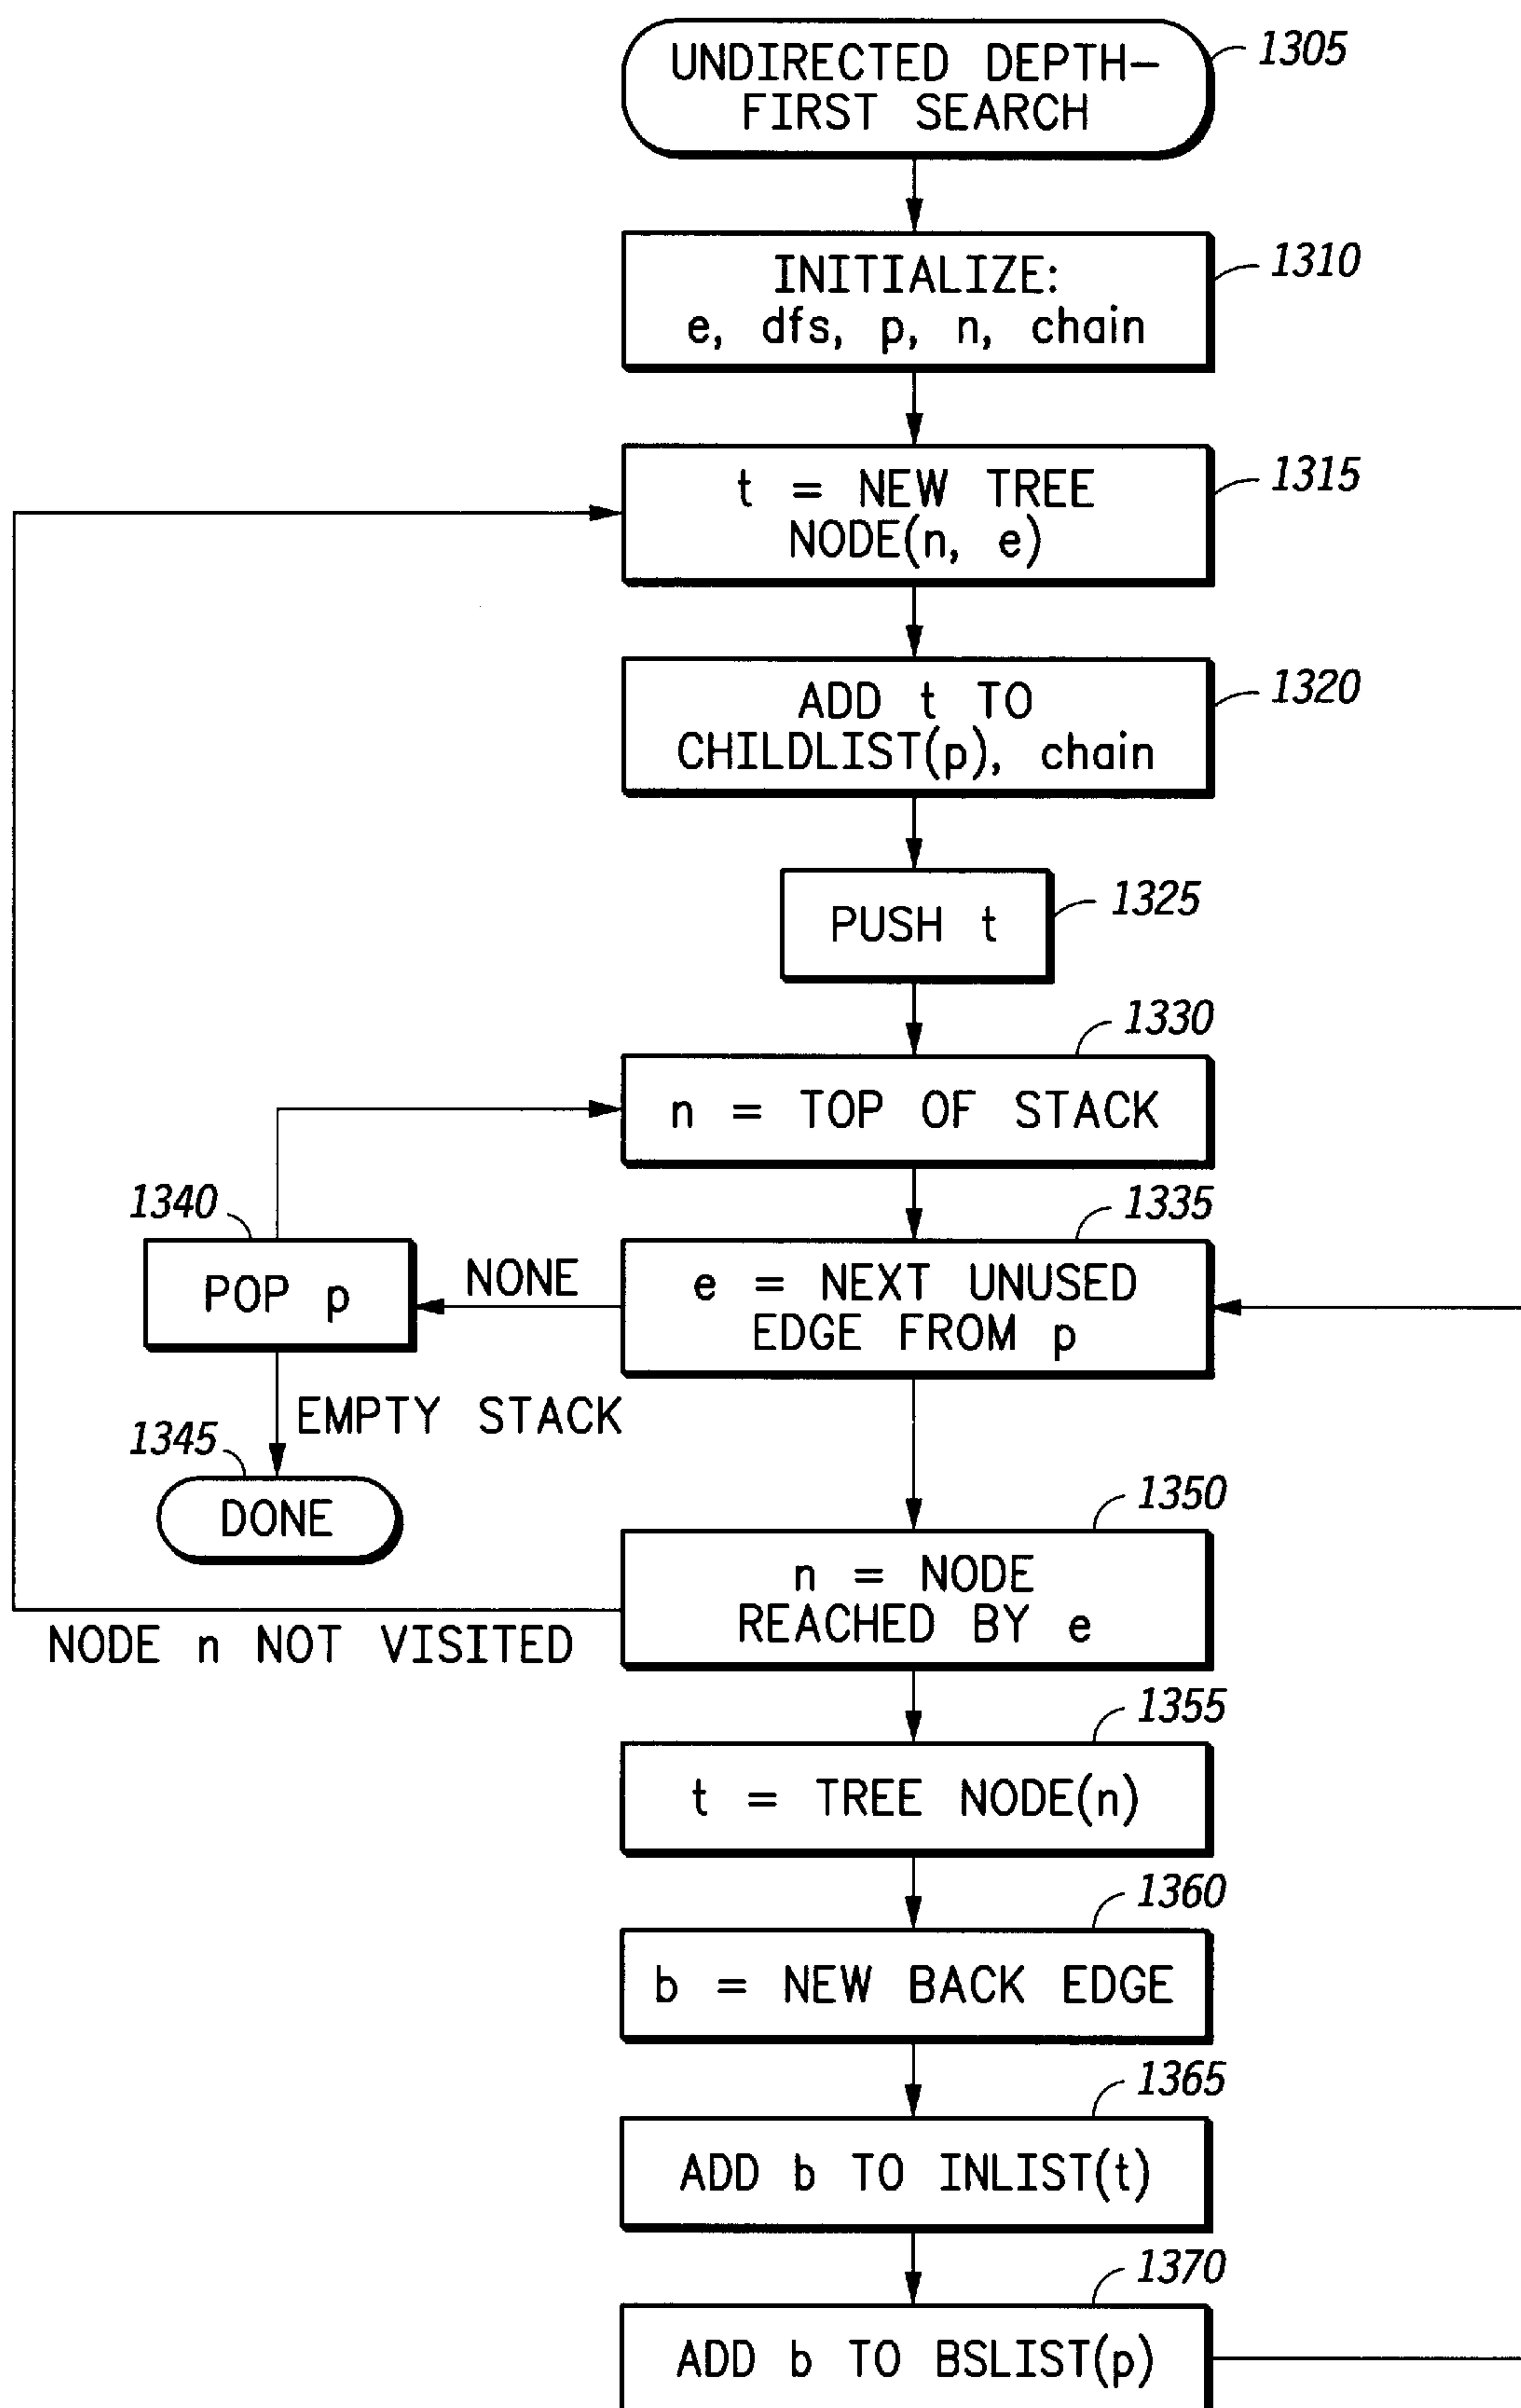 UNDIRECTED DEPTH-
FIRST SEARCH
1305
INITIALIZE:
e, dfs, p, n, chain
1310
t = NEW TREE
NODE(n, e)
1315
ADD t TO
CHILDLIST(p), chain
1320
PUSH t
1325
1330
n = TOP OF STACK
1340
1335
POP p
NONE
e = NEXT UNUSED
EDGE FROM p
EMPTY STACK
1345
DONE
1350
n = NODE
REACHED BY e
NODE n NOT VISITED
1355
t = TREE NODE(n)
1360
b = NEW BACK EDGE
1365
ADD b TO INLIST(t)
1370
ADD b TO BSLIST(p)